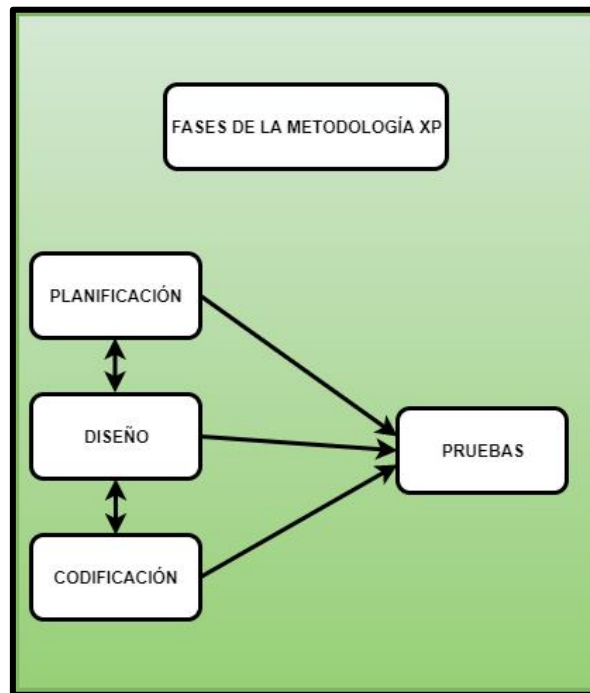 FASES DE LA METODOLOGÍA XP
PLANIFICACIÓN
DISEÑO
PRUEBAS
CODIFICACIÓN